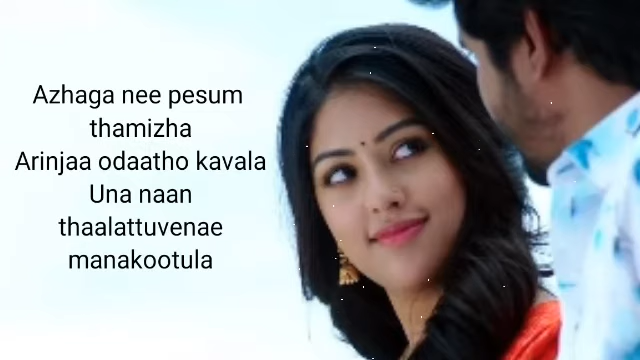 Azhaga nee pesum
thamizha
Arinjaa odaatho kavala
Una naan
thaalattuvenae
manakootula